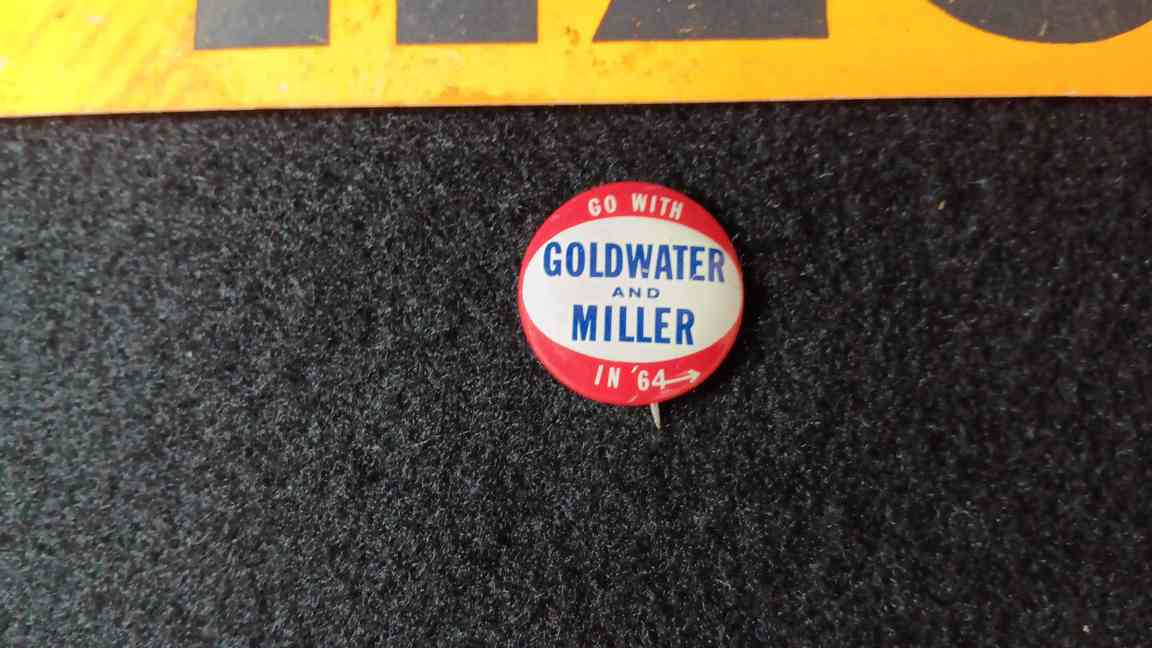 GO WITH
GOLDWATER
AND
MILLER
IN '64